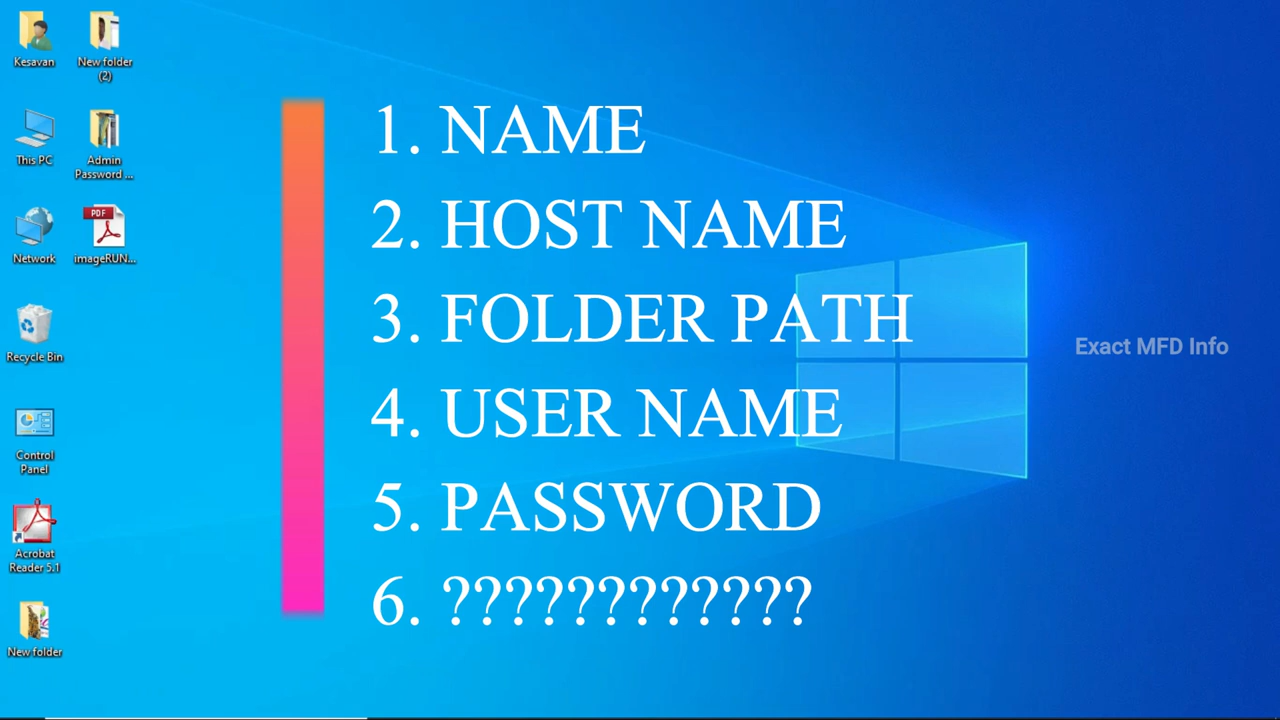 Kesavan
New folder
(2)
This PC
Admin
Password ...
Network
PDF
imageRUN...
Recycle Bin
Control
Panel
Acrobat
Reader 5.1
New folder
1. NAME
2. HOST NAME
3. FOLDER PATH
4. USER NAME
5. PASSWORD
6. ????????????
Exact MFD Info